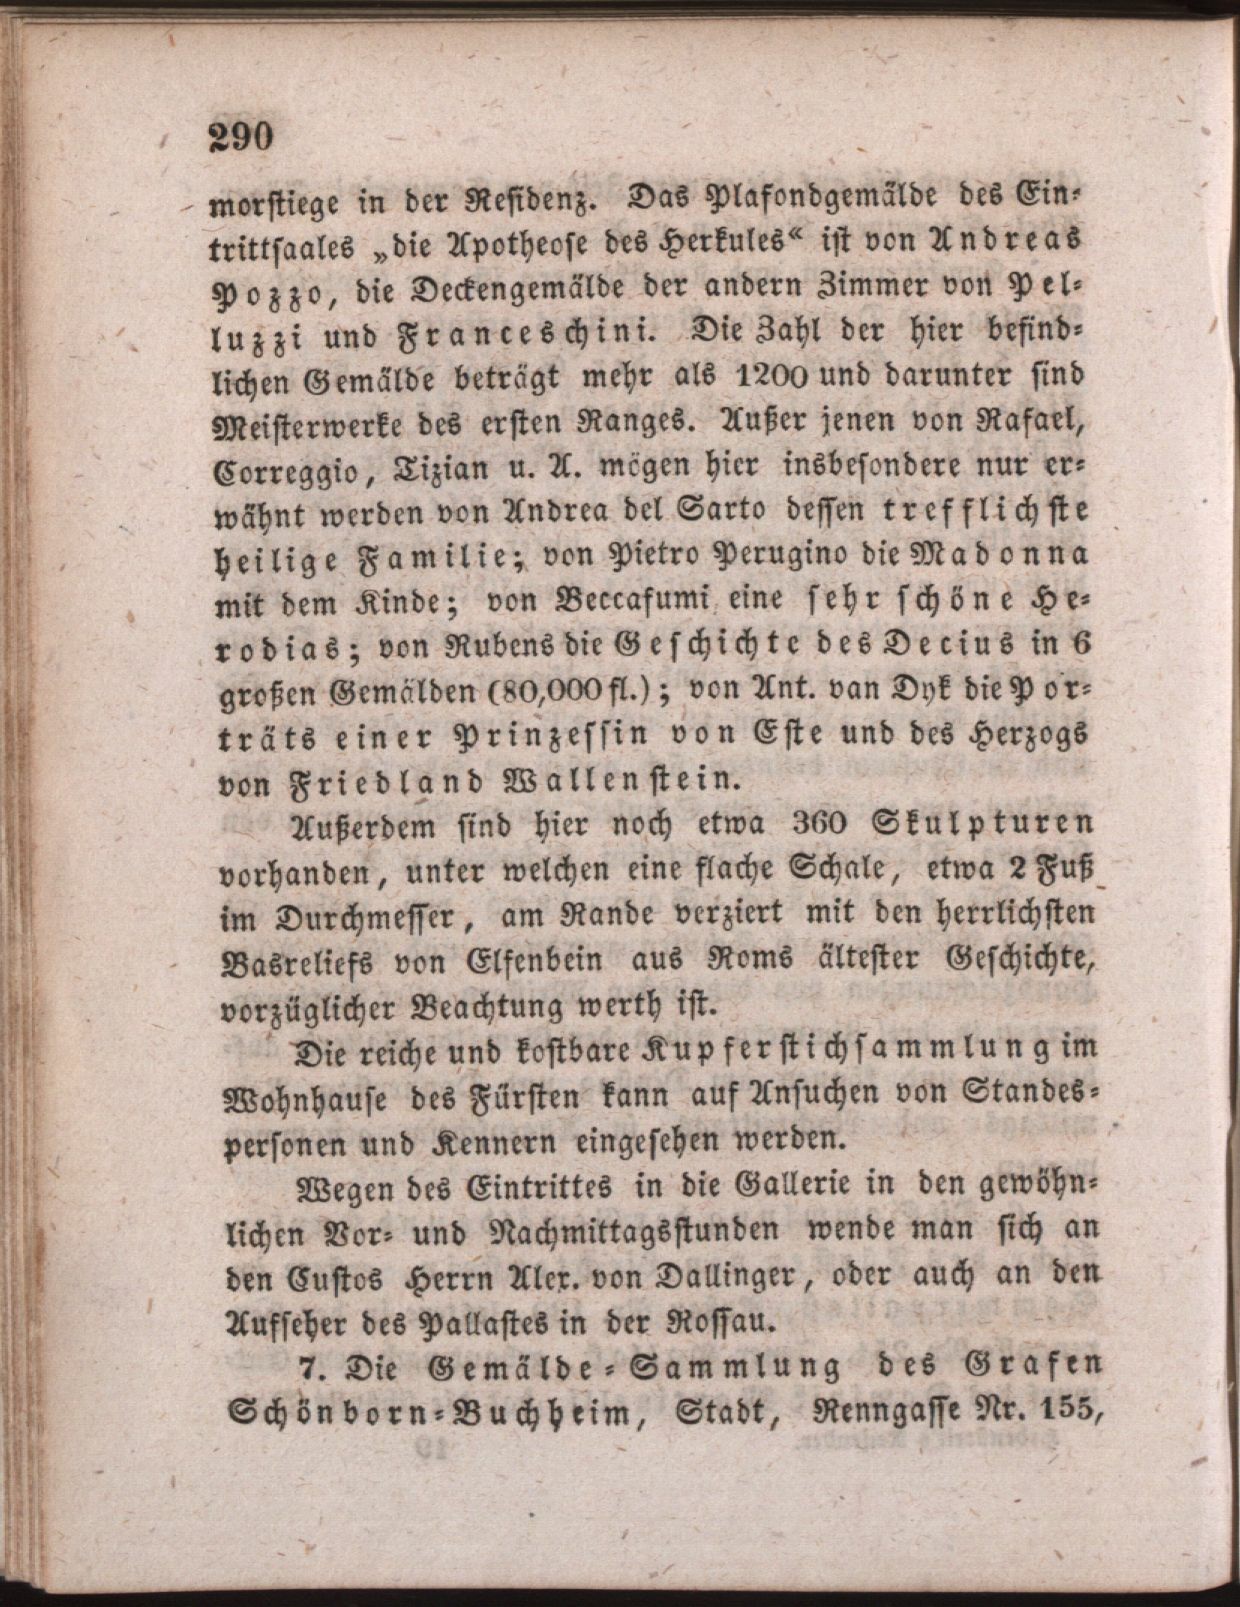 290
morstiege in der Residenz. Das Plafondgemälde des Ein-
trittsaales „die Apotheose des Herkules“ ist von Andreas
Pozzo, die Deckengemälde der andern Zimmer von Pel-
luzzi und Franceschini. Die Zahl der hier befind-
lichen Gemälde beträgt mehr als 1200 und darunter sind
Meisterwerke des ersten Ranges. Außer jenen von Rafael,
Correggio, Tizian u. A. mögen hier insbesondere nur er-
wähnt werden von Andrea del Sarto dessen trefflichste
heilige Familie; von Pietro Perugino die Madonna
mit dem Kinde; von Beccafumi eine sehr schöne He-
rodias; von Rubens die Geschichte des Decius in 6
großen Gemälden (80,000 fl.); von Ant. van Dyk die Por-
träts einer Prinzessin von Este und des Herzogs
von Friedland Wallenstein.
Außerdem sind hier noch etwa 360 Skulpturen
vorhanden, unter welchen eine flache Schale, etwa 2 Fuß
im Durchmesser, am Rande verziert mit den herrlichsten
Basreliefs von Elfenbein aus Roms ältester Geschichte,
vorzüglicher Beachtung werth ist.
Die reiche und kostbare Kupferstichsammlung im
Wohnhause des Fürsten kann auf Ansuchen von Standes-
personen und Kennern eingesehen werden.
Wegen des Eintrittes in die Gallerie in den gewöhn-
lichen Vor- und Nachmittagsstunden wende man sich an
den Custos Herrn Alex. von Dallinger, oder auch an den
Aufseher des Pallastes in der Rossau.
7. Die Gemälde-Sammlung des Grafen
Schönborn-Buchheim, Stadt, Renngasse Nr. 155,